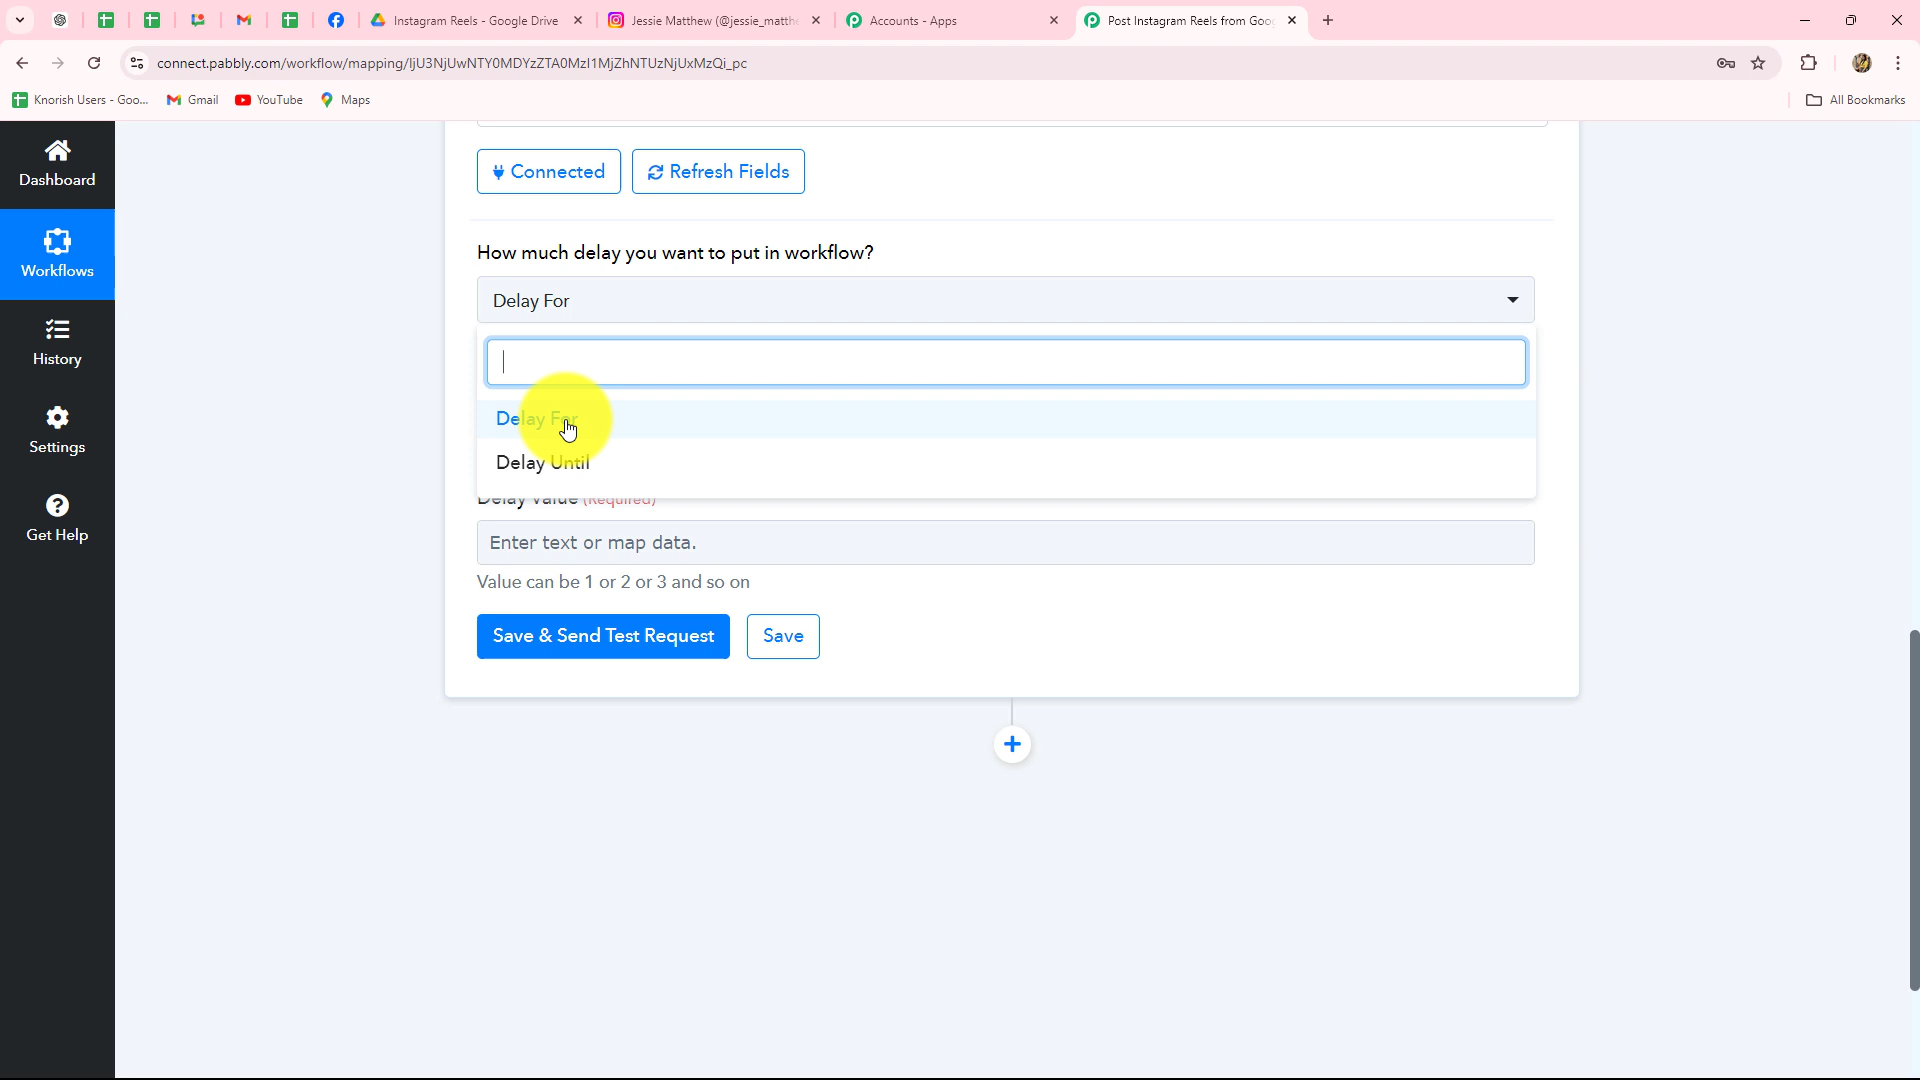 Instagram Reels - Google Drive
Jessie Matthew (@jessie_matth
Accounts - Apps
Post Instagram Reels from Goo
connect.pabbly.com/workflow/mapping/IjU3NjUwNTY0MDYzZTA0MzI1MjZhNTUzNjUxMzQi_pc
Knorish Users - Goo...
Gmail
YouTube
Maps
All Bookmarks
Dashboard
Workflows
History
Settings
Get Help
Connected
Refresh Fields
How much delay you want to put in workflow?
Delay For
Delay For
Delay Until
Delay Value (Required)
Enter text or map data.
Value can be 1 or 2 or 3 and so on
Save & Send Test Request
Save